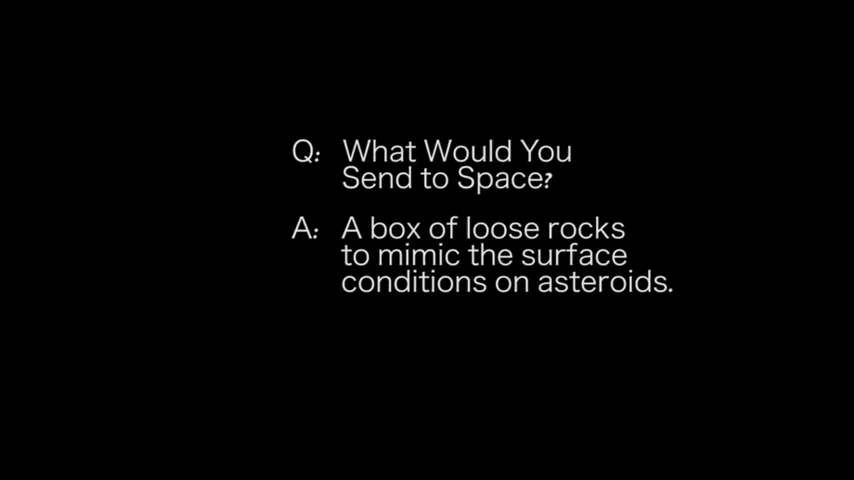 Q: What Would You
Send to Space?
A: A box of loose rocks
to mimic the surface
conditions on asteroids.